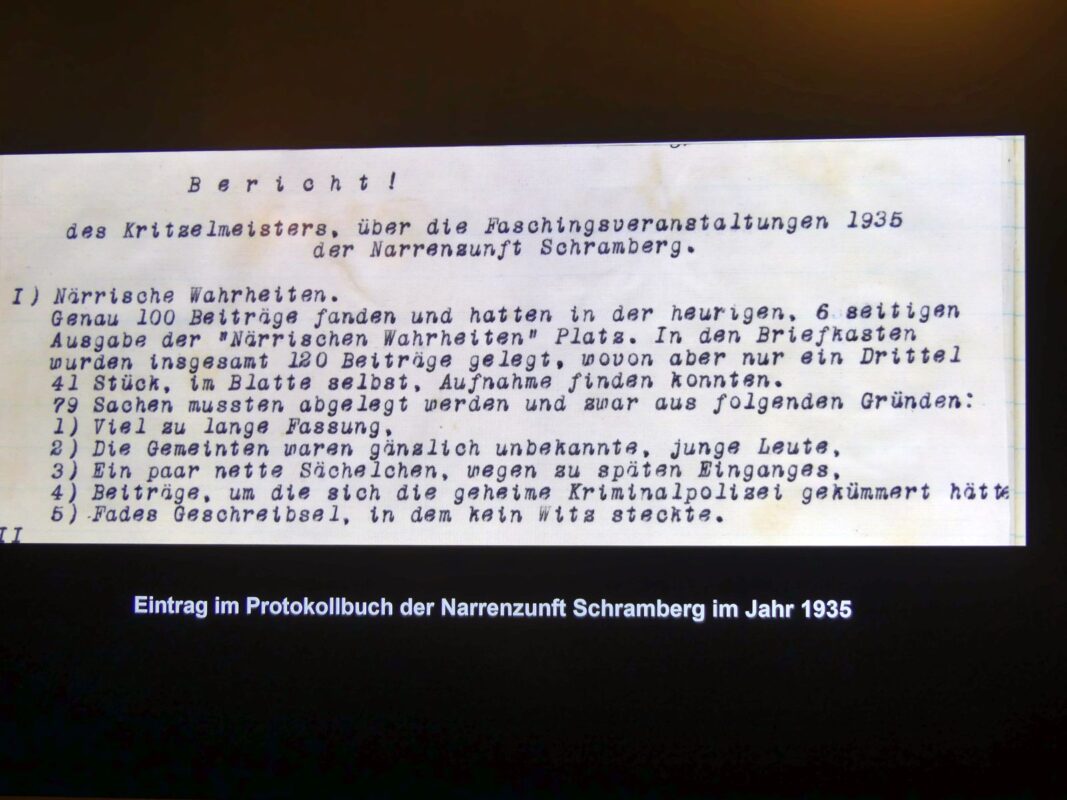 Bericht!
des Kritzelmeisters, über die Faschingsveranstaltungen 1935
der Narrenzunft Schramberg.
I) Närrische Wahrheiten.
Genau 100 Beiträge fanden und hatten in der heurigen, 6 seitigen
Ausgabe der "Närrischen Wahrheiten" Platz. In den Briefkasten
wurden insgesamt 120 Beiträge gelegt, wovon aber nur ein Drittel
41 Stück, im Blatte selbst, Aufnahme finden konnten.
79 Sachen mussten abgelegt werden und zwar aus folgenden Gründen:
1) Viel zu lange Fassung,
2) Die Gemeinten waren gänzlich unbekannte, junge Leute,
3) Ein paar nette Sächelchen, wegen zu späten Einganges,
4) Beiträge, um die sich die geheime Kriminalpolizei gekümmert hätte
5) Fades Geschreibsel, in dem kein Witz steckte.
II
Eintrag im Protokollbuch der Narrenzunft Schramberg im Jahr 1935